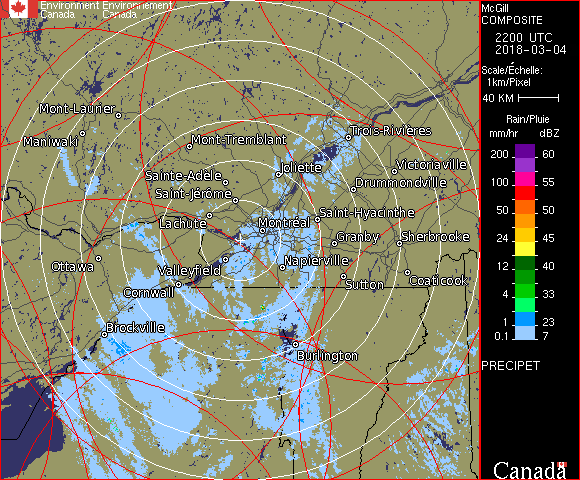 Environment Environnement
Canada Canada
McGill
COMPOSITE
2200 UTC
2018-03-04
Scale/Échelle:
1km/Pixel
40 KM
Rain/Pluie
mm/hr dBZ
200 60
100 55
50 50
24 45
12 40
4 33
1 23
0.1 7
PRECIPET
Canada
Mont-Laurier
Maniwaki
Mont-Tremblant
Trois-Rivières
Sainte-Adèle
Joliette
Victoriaville
Saint-Jérôme
Drummondville
Lachute
Montréal
Saint-Hyacinthe
Granby
Sherbrooke
Ottawa
Valleyfield
Napierville
Cornwall
Sutton
Coaticook
Brockville
Burlington